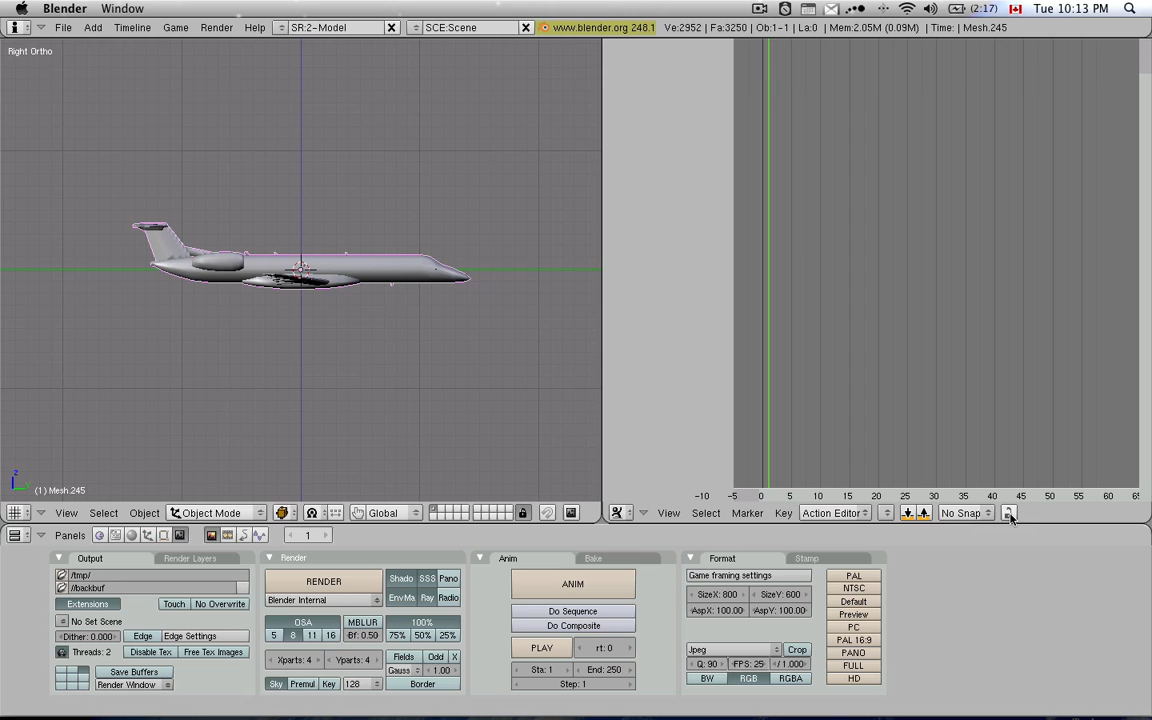 Blender Window (2:17) Tue 10:13 PM
File Add Timeline Game Render Help SR:2-Model SCE:Scene www.blender.org 248.1 Ve:2952 | Fa:3250 | Ob:1-1 | La:0 | Mem:2.05M (0.09M) | Time: | Mesh.245
Right Ortho
z
y
(1) Mesh.245
-10 -5 0 5 10 15 20 25 30 35 40 45 50 55 60 65
View Select Object Object Mode Global
View Select Marker Key Action Editor No Snap
Panels 1
Output Render Layers
/tmp/
//backbuf
Extensions Touch No Overwrite
No Set Scene
Dither: 0.000 Edge Edge Settings
Threads: 2 Disable Tex Free Tex Images
Save Buffers
Render Window
Render
RENDER Shado SSS Pano
Blender Internal EnvMa Ray Radio
OSA MBLUR 100%
5 8 11 16 Bf: 0.50 75% 50% 25%
Xparts: 4 Yparts: 4 Fields Odd X
Gauss 1.00
Sky Premul Key 128 Border
Anim Bake
ANIM
Do Sequence
Do Composite
PLAY rt: 0
Sta: 1 End: 250
Step: 1
Format Stamp
Game framing settings
SizeX: 800 SizeY: 600
AspX: 100.00 AspY: 100.00
Jpeg Crop
Q: 90 FPS: 25 / 1.000
BW RGB RGBA
PAL
NTSC
Default
Preview
PC
PAL 16:9
PANO
FULL
HD